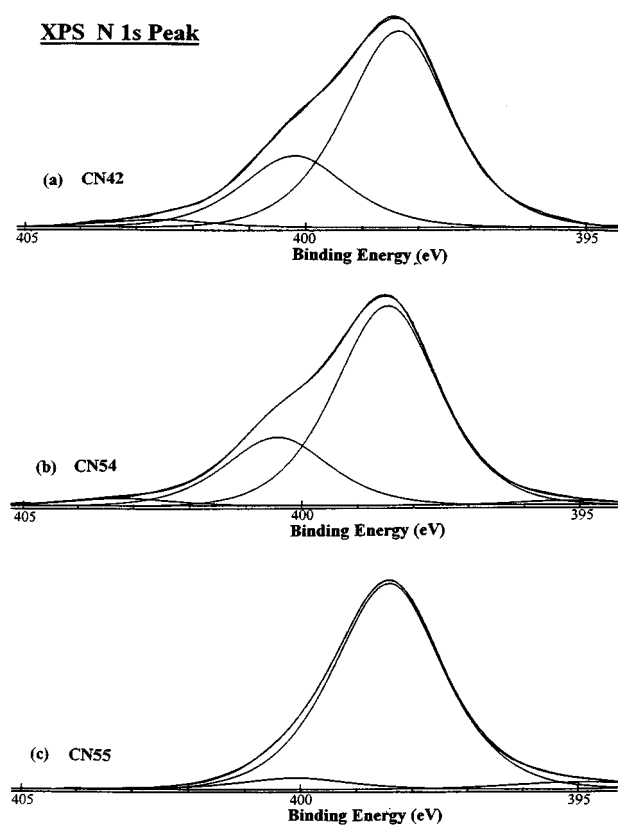 XPS N 1s Peak
(a) CN42
405 400 395
Binding Energy (eV)
(b) CN54
405 400 395
Binding Energy (eV)
(c) CN55
405 400 395
Binding Energy (eV)